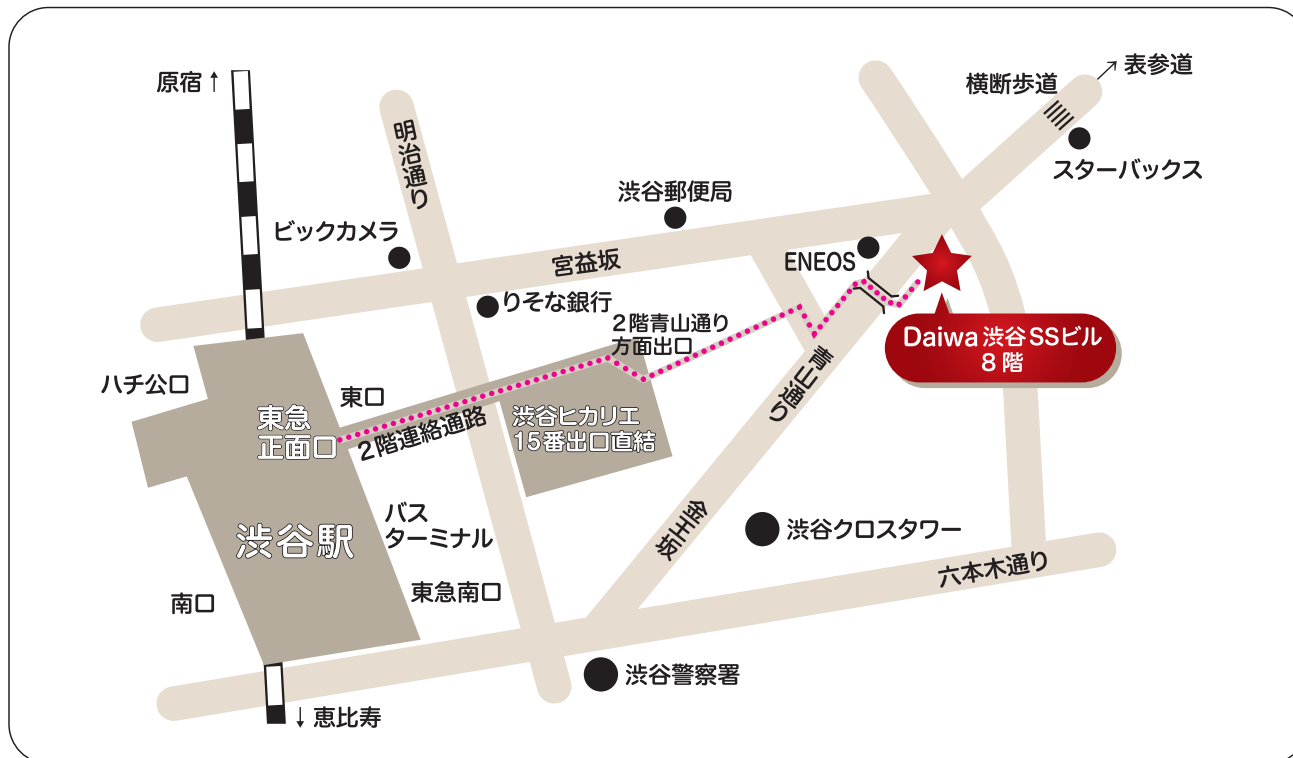 原宿↑
明治通り
横断歩道
↗表参道
スターバックス
渋谷郵便局
ビックカメラ
宮益坂
ENEOS
りそな銀行
2階青山通り
方面出口
Daiwa渋谷SSビル
8階
ハチ公口
東口
東急
正面口
2階連絡通路
渋谷ヒカリエ
15番出口直結
青山通り
渋谷駅
バス
ターミナル
金王坂
渋谷クロスタワー
六本木通り
東急南口
南口
渋谷警察署
↓恵比寿